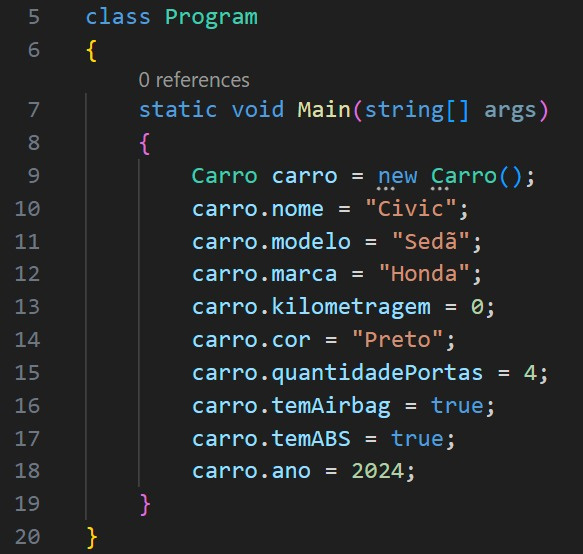 5 class Program
6 {
0 references
7 static void Main(string[] args)
8 {
9 Carro carro = new Carro();
10 carro.nome = "Civic";
11 carro.modelo = "Sedã";
12 carro.marca = "Honda";
13 carro.kilometragem = 0;
14 carro.cor = "Preto";
15 carro.quantidadePortas = 4;
16 carro.temAirbag = true;
17 carro.temABS = true;
18 carro.ano = 2024;
19 }
20 }